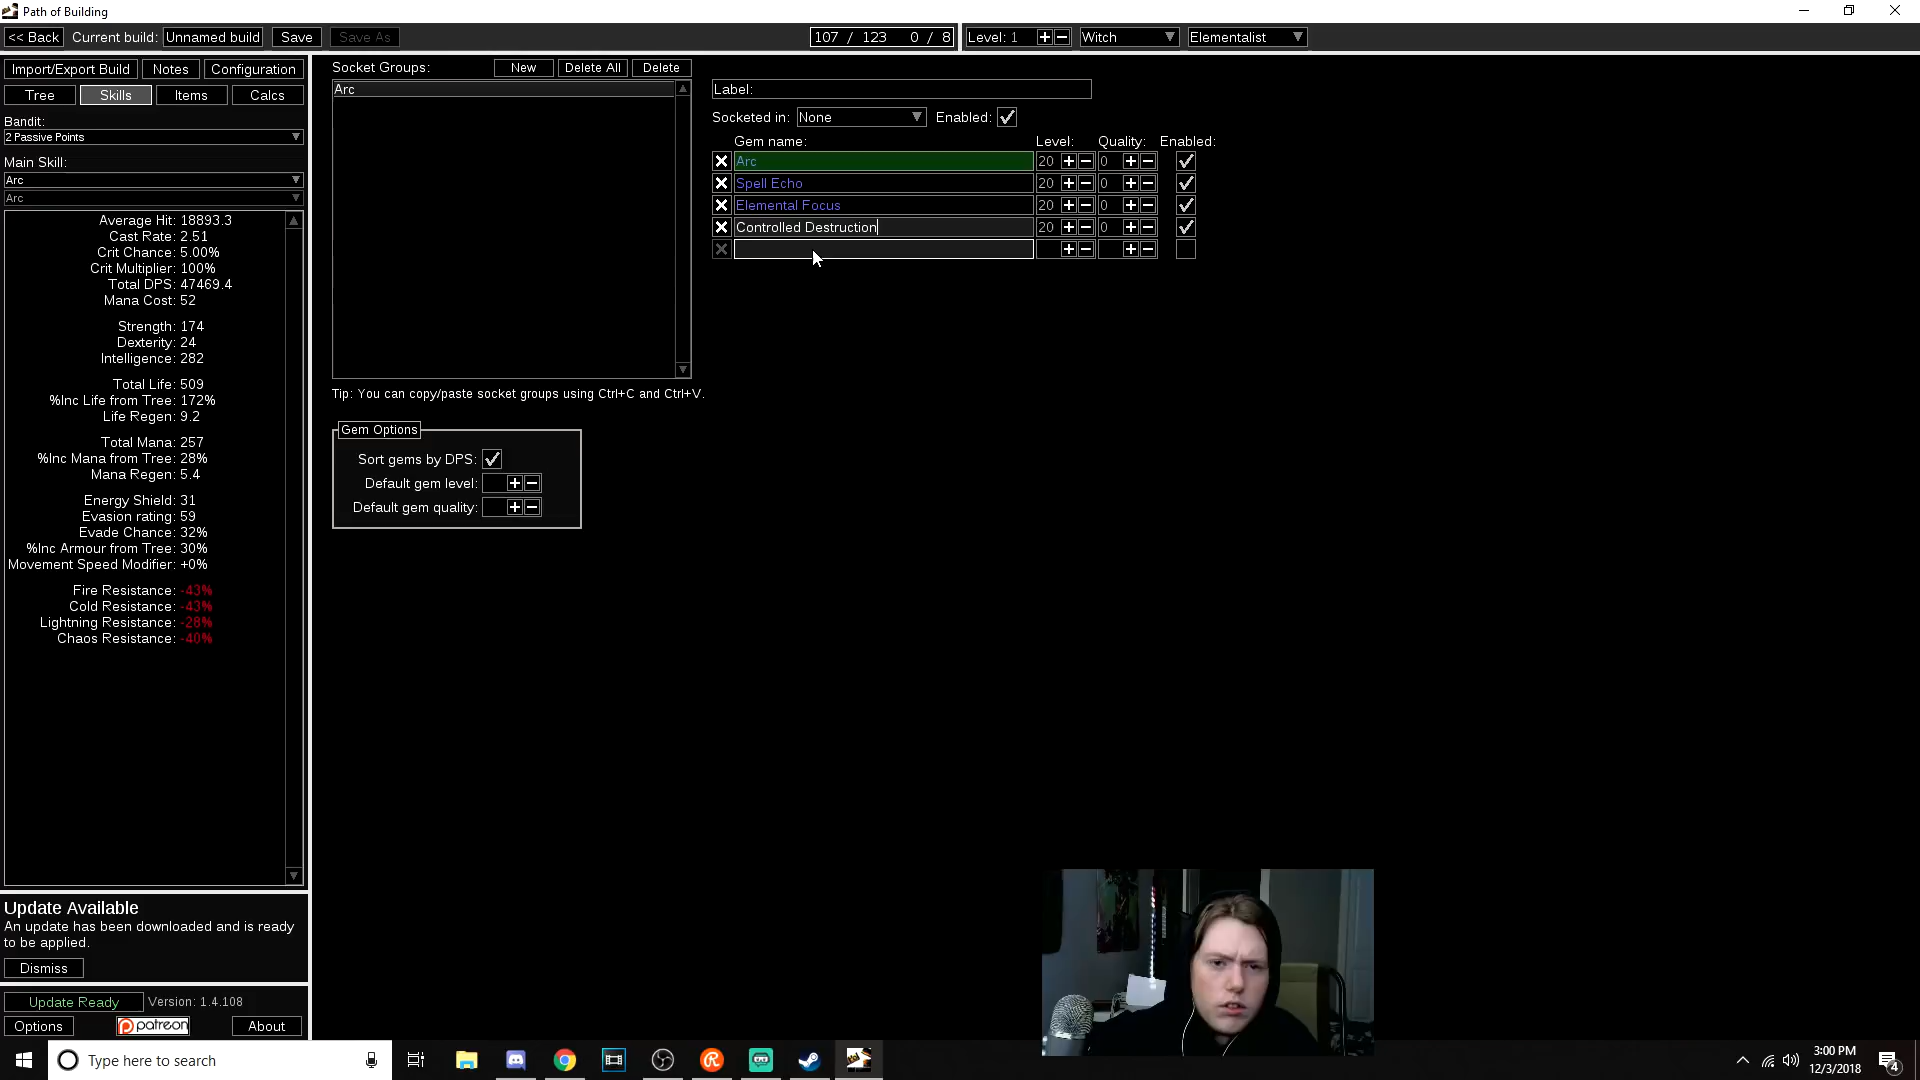 Path of Building
<< Back Current build: Unnamed build Save Save As 107 / 123 0 / 8 Level: 1 Witch Elementalist
Import/Export Build Notes Configuration
Tree Skills Items Calcs
Bandit:
2 Passive Points
Main Skill:
Arc
Arc
Average Hit: 18893.3
Cast Rate: 2.51
Crit Chance: 5.00%
Crit Multiplier: 100%
Total DPS: 47469.4
Mana Cost: 52
Strength: 174
Dexterity: 24
Intelligence: 282
Total Life: 509
%Inc Life from Tree: 172%
Life Regen: 9.2
Total Mana: 257
%Inc Mana from Tree: 28%
Mana Regen: 5.4
Energy Shield: 31
Evasion rating: 59
Evade Chance: 32%
%Inc Armour from Tree: 30%
Movement Speed Modifier: +0%
Fire Resistance: -43%
Cold Resistance: -43%
Lightning Resistance: -28%
Chaos Resistance: -40%
Update Available
An update has been downloaded and is ready
to be applied.
Dismiss
Update Ready Version: 1.4.108
Options patreon About
Socket Groups: New Delete All Delete
Arc
Tip: You can copy/paste socket groups using Ctrl+C and Ctrl+V.
Gem Options
Sort gems by DPS:
Default gem level:
Default gem quality:
Label:
Socketed in: None Enabled:
Gem name: Level: Quality: Enabled:
Arc 20 0
Spell Echo 20 0
Elemental Focus 20 0
Controlled Destruction 20 0
Type here to search
3:00 PM
12/3/2018
4